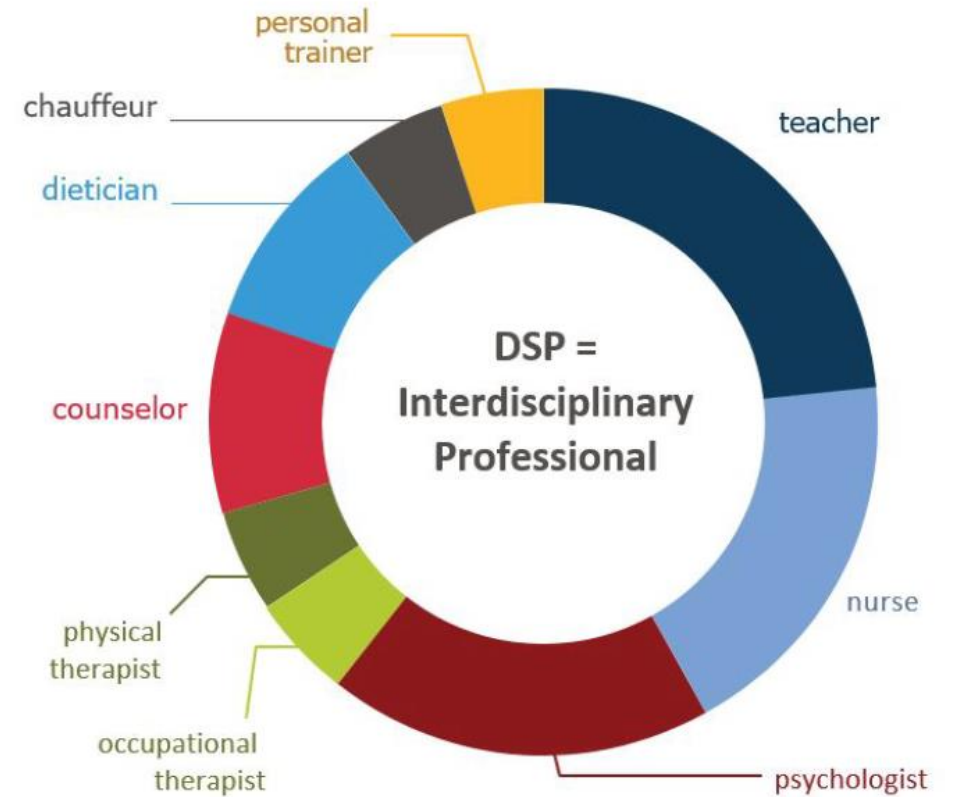 personal
trainer
chauffeur
teacher
dietician
DSP =
Interdisciplinary
Professional
counselor
nurse
physical
therapist
occupational
therapist
psychologist